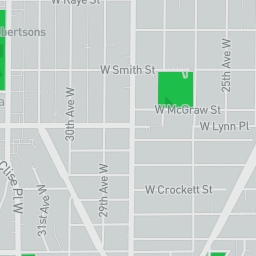 W Raye St
bertsons
W Smith St
25th Ave W
30th Ave W
W McGraw St
W Lynn Pl
Clise Pl W
W Crockett St
31st Ave W
29th Ave W